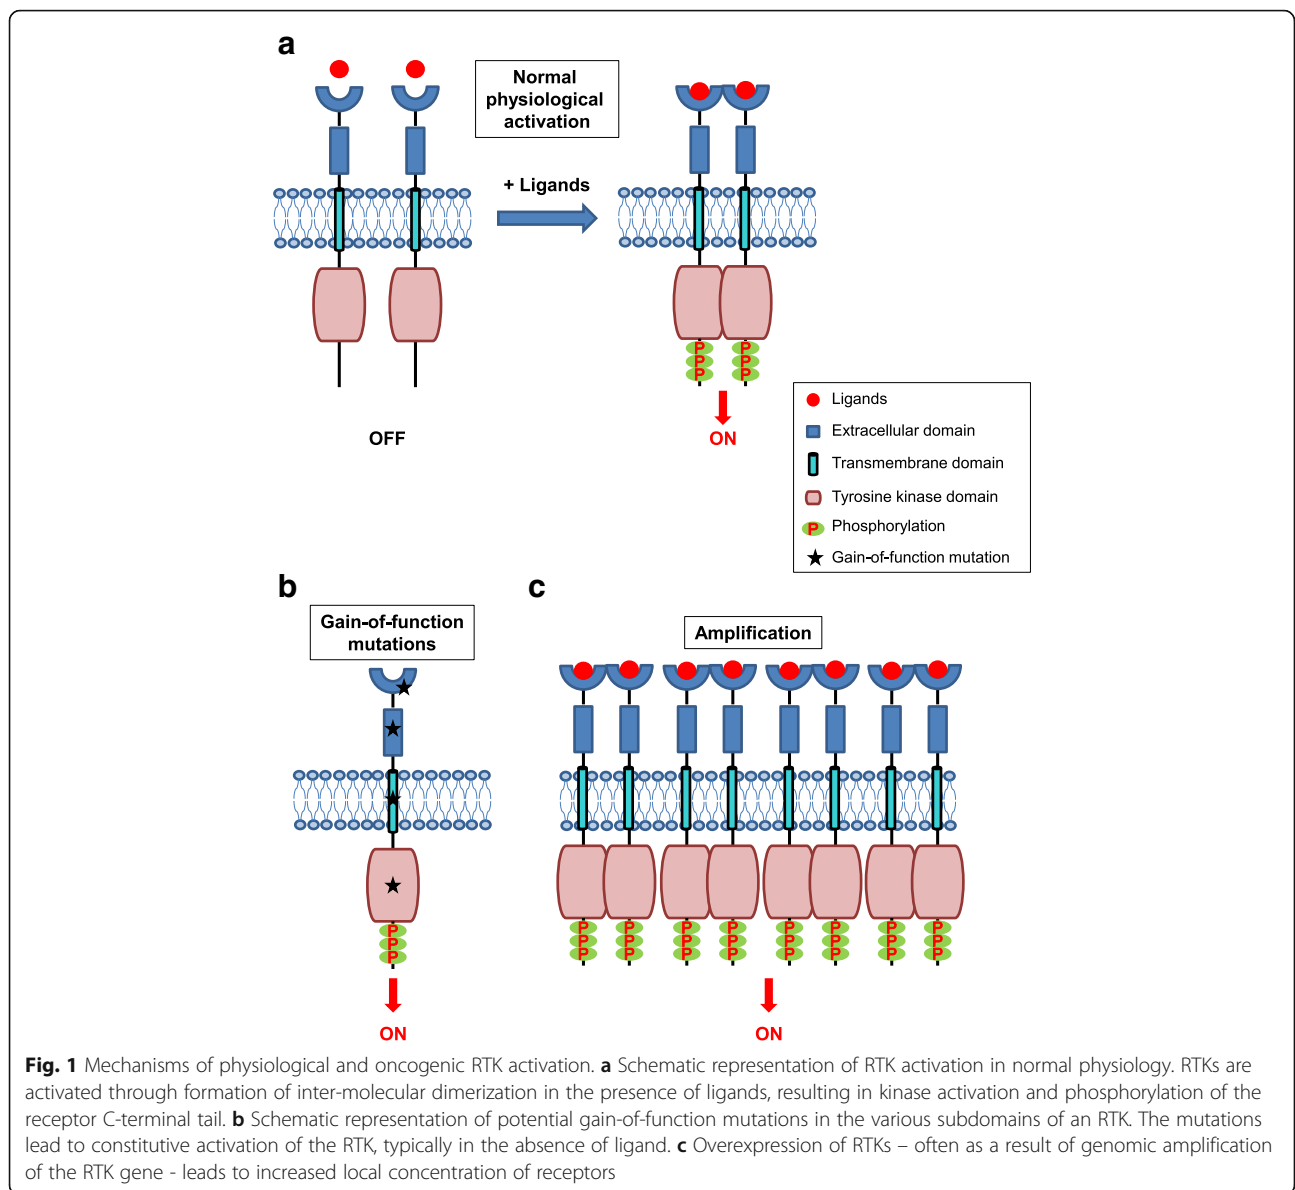 a
Normal
physiological
activation
+ Ligands
OFF
P
P
P
P
P
P
ON
Ligands
Extracellular domain
Transmembrane domain
Tyrosine kinase domain
P Phosphorylation
Gain-of-function mutation
b
Gain-of-function
mutations
P
P
P
ON
c
Amplification
P P P P P P P P
P P P P P P P P
P P P P P P P P
ON
Fig. 1 Mechanisms of physiological and oncogenic RTK activation. a Schematic representation of RTK activation in normal physiology. RTKs are
activated through formation of inter-molecular dimerization in the presence of ligands, resulting in kinase activation and phosphorylation of the
receptor C-terminal tail. b Schematic representation of potential gain-of-function mutations in the various subdomains of an RTK. The mutations
lead to constitutive activation of the RTK, typically in the absence of ligand. c Overexpression of RTKs – often as a result of genomic amplification
of the RTK gene - leads to increased local concentration of receptors